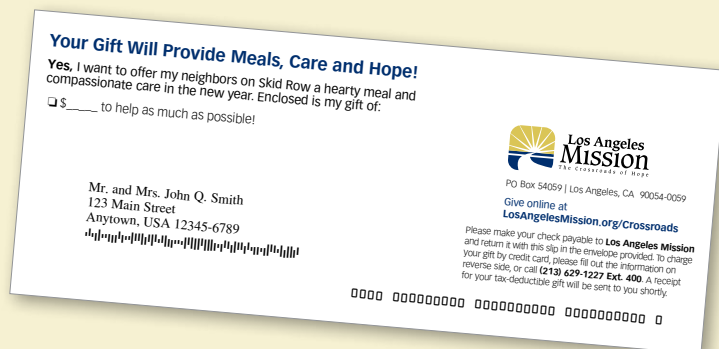 Your Gift Will Provide Meals, Care and Hope!
Yes, I want to offer my neighbors on Skid Row a hearty meal and
compassionate care in the new year. Enclosed is my gift of:
❏ $_____ to help as much as possible!
Mr. and Mrs. John Q. Smith
123 Main Street
Anytown, USA 12345-6789
Los Angeles
Mission
The Crossroads of Hope
PO Box 54059 | Los Angeles, CA 90054-0059
Give online at
LosAngelesMission.org/Crossroads
Please make your check payable to Los Angeles Mission
and return it with this slip in the envelope provided. To charge
your gift by credit card, please fill out the information on
reverse side, or call (213) 629-1227 Ext. 400. A receipt
for your tax-deductible gift will be sent to you shortly.